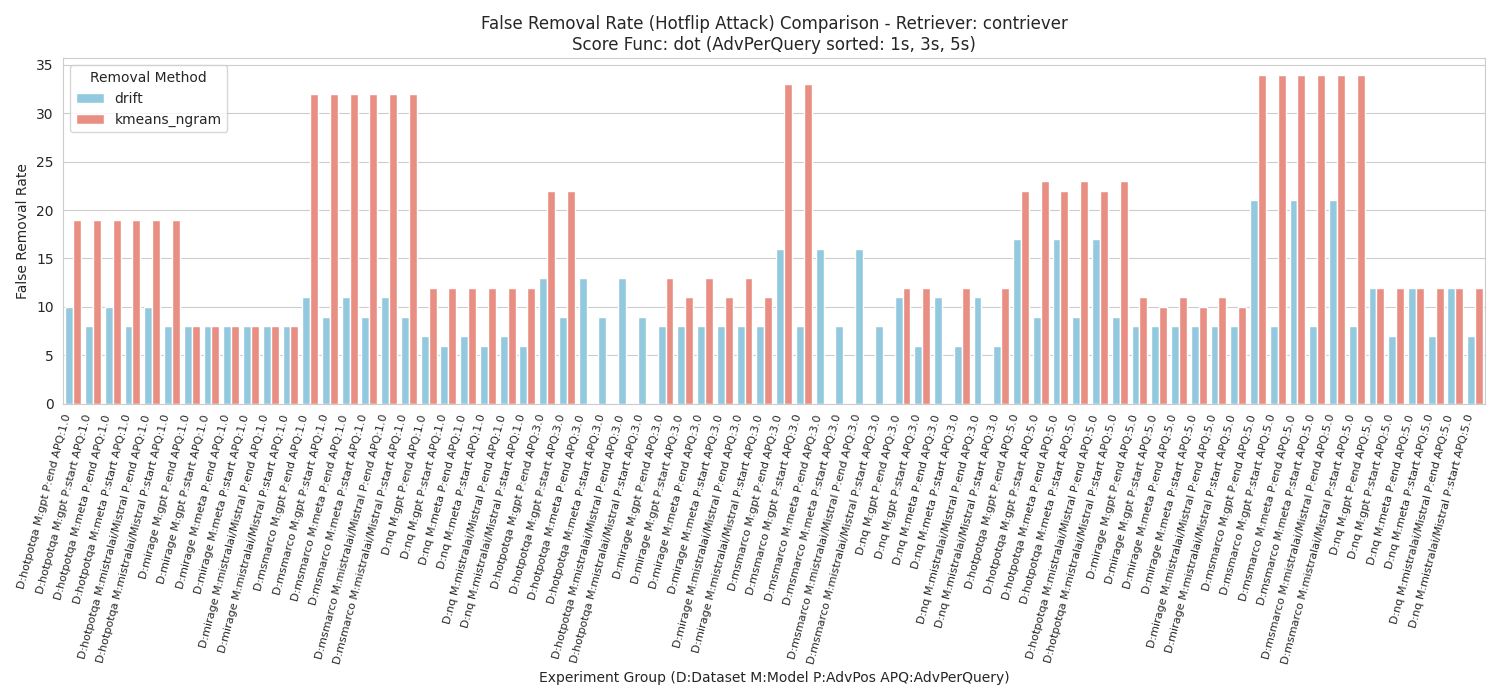 False Removal Rate (Hotflip Attack) Comparison - Retriever: contriever
Score Func: dot (AdvPerQuery sorted: 1s, 3s, 5s)
Removal Method
drift
kmeans_ngram
False Removal Rate
35
30
25
20
15
10
5
0
D:hotpotqa M:gpt P:end APQ:1.0
D:hotpotqa M:gpt P:start APQ:1.0
D:hotpotqa M:meta P:end APQ:1.0
D:hotpotqa M:meta P:start APQ:1.0
D:hotpotqa M:mistralai/Mistral P:end APQ:1.0
D:hotpotqa M:mistralai/Mistral P:start APQ:1.0
D:mirage M:gpt P:end APQ:1.0
D:mirage M:gpt P:start APQ:1.0
D:mirage M:meta P:end APQ:1.0
D:mirage M:meta P:start APQ:1.0
D:mirage M:mistralai/Mistral P:end APQ:1.0
D:mirage M:mistralai/Mistral P:start APQ:1.0
D:msmarco M:gpt P:end APQ:1.0
D:msmarco M:gpt P:start APQ:1.0
D:msmarco M:meta P:end APQ:1.0
D:msmarco M:meta P:start APQ:1.0
D:msmarco M:mistralai/Mistral P:end APQ:1.0
D:msmarco M:mistralai/Mistral P:start APQ:1.0
D:nq M:gpt P:end APQ:1.0
D:nq M:gpt P:start APQ:1.0
D:nq M:meta P:end APQ:1.0
D:nq M:meta P:start APQ:1.0
D:nq M:mistralai/Mistral P:end APQ:1.0
D:nq M:mistralai/Mistral P:start APQ:1.0
D:hotpotqa M:gpt P:end APQ:3.0
D:hotpotqa M:gpt P:start APQ:3.0
D:hotpotqa M:meta P:end APQ:3.0
D:hotpotqa M:meta P:start APQ:3.0
D:hotpotqa M:mistralai/Mistral P:end APQ:3.0
D:hotpotqa M:mistralai/Mistral P:start APQ:3.0
D:mirage M:gpt P:end APQ:3.0
D:mirage M:gpt P:start APQ:3.0
D:mirage M:meta P:end APQ:3.0
D:mirage M:meta P:start APQ:3.0
D:mirage M:mistralai/Mistral P:end APQ:3.0
D:mirage M:mistralai/Mistral P:start APQ:3.0
D:msmarco M:gpt P:end APQ:3.0
D:msmarco M:gpt P:start APQ:3.0
D:msmarco M:meta P:end APQ:3.0
D:msmarco M:meta P:start APQ:3.0
D:msmarco M:mistralai/Mistral P:end APQ:3.0
D:msmarco M:mistralai/Mistral P:start APQ:3.0
D:nq M:gpt P:end APQ:3.0
D:nq M:gpt P:start APQ:3.0
D:nq M:meta P:end APQ:3.0
D:nq M:meta P:start APQ:3.0
D:nq M:mistralai/Mistral P:end APQ:3.0
D:nq M:mistralai/Mistral P:start APQ:3.0
D:hotpotqa M:gpt P:end APQ:5.0
D:hotpotqa M:gpt P:start APQ:5.0
D:hotpotqa M:meta P:end APQ:5.0
D:hotpotqa M:meta P:start APQ:5.0
D:hotpotqa M:mistralai/Mistral P:end APQ:5.0
D:hotpotqa M:mistralai/Mistral P:start APQ:5.0
D:mirage M:gpt P:end APQ:5.0
D:mirage M:gpt P:start APQ:5.0
D:mirage M:meta P:end APQ:5.0
D:mirage M:meta P:start APQ:5.0
D:mirage M:mistralai/Mistral P:end APQ:5.0
D:mirage M:mistralai/Mistral P:start APQ:5.0
D:msmarco M:gpt P:end APQ:5.0
D:msmarco M:gpt P:start APQ:5.0
D:msmarco M:meta P:end APQ:5.0
D:msmarco M:meta P:start APQ:5.0
D:msmarco M:mistralai/Mistral P:end APQ:5.0
D:msmarco M:mistralai/Mistral P:start APQ:5.0
D:nq M:gpt P:end APQ:5.0
D:nq M:gpt P:start APQ:5.0
D:nq M:meta P:end APQ:5.0
D:nq M:meta P:start APQ:5.0
D:nq M:mistralai/Mistral P:end APQ:5.0
D:nq M:mistralai/Mistral P:start APQ:5.0
Experiment Group (D:Dataset M:Model P:AdvPos APQ:AdvPerQuery)